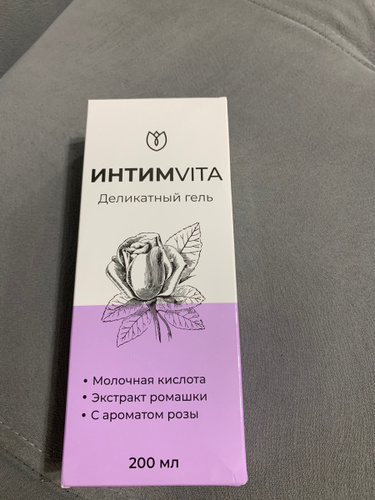 ИНТИМVITA
Деликатный гель
• Молочная кислота
• Экстракт ромашки
• С ароматом розы
200 мл